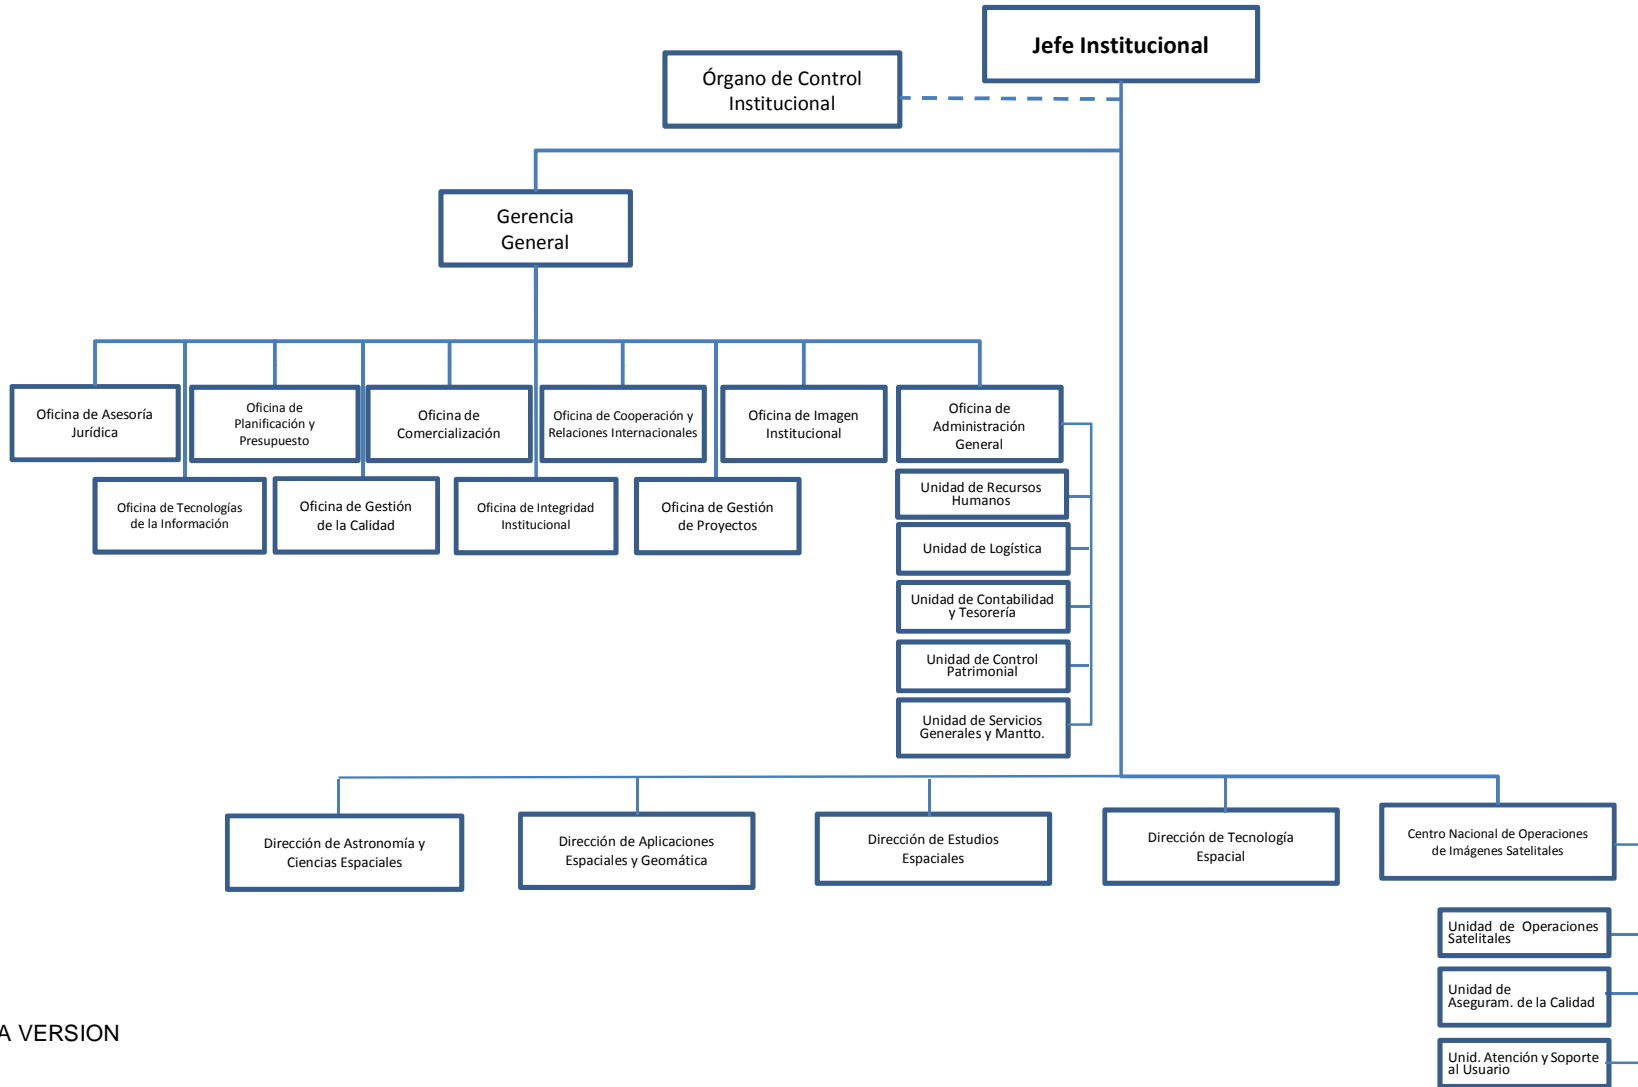 Jefe Institucional
Órgano de Control
Institucional
Gerencia
General
Oficina de Asesoría
Jurídica
Oficina de
Planificación y
Presupuesto
Oficina de
Comercialización
Oficina de Cooperación y
Relaciones Internacionales
Oficina de Imagen
Institucional
Oficina de
Administración
General
Oficina de Tecnologías
de la Información
Oficina de Gestión
de la Calidad
Oficina de Integridad
Institucional
Oficina de Gestión
de Proyectos
Unidad de Recursos
Humanos
Unidad de Logística
Unidad de Contabilidad
y Tesorería
Unidad de Control
Patrimonial
Unidad de Servicios
Generales y Mantto.
Dirección de Astronomía y
Ciencias Espaciales
Dirección de Aplicaciones
Espaciales y Geomática
Dirección de Estudios
Espaciales
Dirección de Tecnología
Espacial
Centro Nacional de Operaciones
de Imágenes Satelitales
Unidad de Operaciones
Satelitales
Unidad de
Aseguram. de la Calidad
Unid. Atención y Soporte
al Usuario
A VERSION